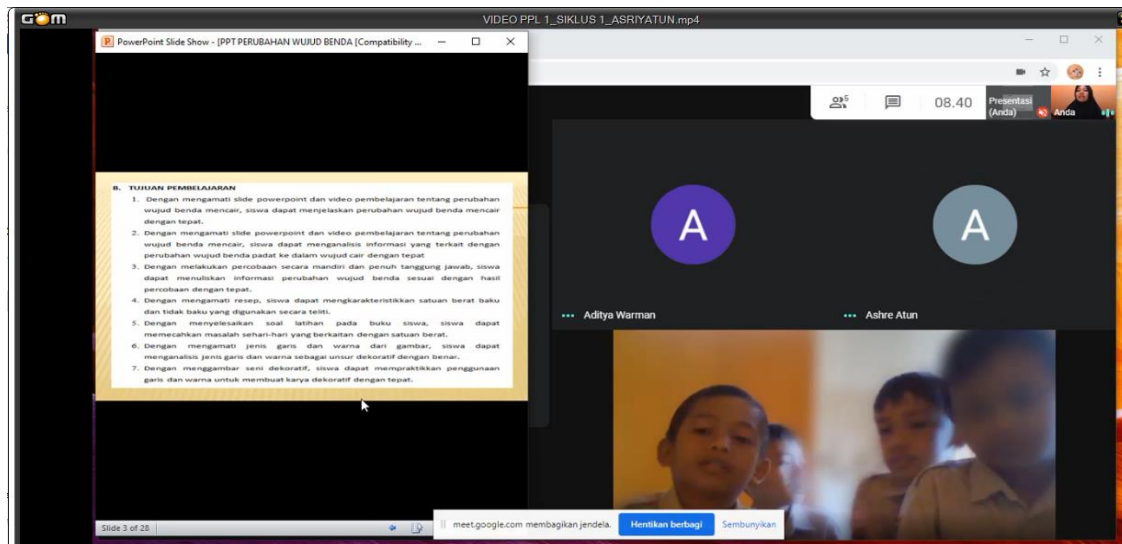 GOM
VIDEO PPL 1_SIKLUS 1_ASRIYATUN.mp4
PowerPoint Slide Show - [PPT PERUBAHAN WUJUD BENDA [Compatibility ...
5
08.40
Presentasi
(Anda)
Anda
B. TUJUAN PEMBELAJARAN
1. Dengan mengamati slide powerpoint dan video pembelajaran tentang perubahan
wujud benda mencair, siswa dapat menjelaskan perubahan wujud benda mencair
dengan tepat.
2. Dengan mengamati slide powerpoint dan video pembelajaran tentang perubahan
wujud benda mencair, siswa dapat menganalisis informasi yang terkait dengan
perubahan wujud benda padat ke dalam wujud cair dengan tepat
3. Dengan melakukan percobaan secara mandiri dan penuh tanggung jawab, siswa
dapat menuliskan informasi perubahan wujud benda sesuai dengan hasil
percobaan dengan tepat.
4. Dengan mengamati resep, siswa dapat mengkarakteristikkan satuan berat baku
dan tidak baku yang digunakan secara teliti.
5. Dengan menyelesaikan soal latihan pada buku siswa, siswa dapat
memecahkan masalah sehari-hari yang berkaitan dengan satuan berat.
6. Dengan mengamati jenis garis dan warna dari gambar, siswa dapat
menganalisis jenis garis dan warna sebagai unsur dekoratif dengan benar.
7. Dengan menggambar seni dekoratif, siswa dapat mempraktikkan penggunaan
garis dan warna untuk membuat karya dekoratif dengan tepat.
A
A
Aditya Warman
Ashre Atun
Slide 3 of 28
meet.google.com membagikan jendela.
Hentikan berbagi
Sembunyikan